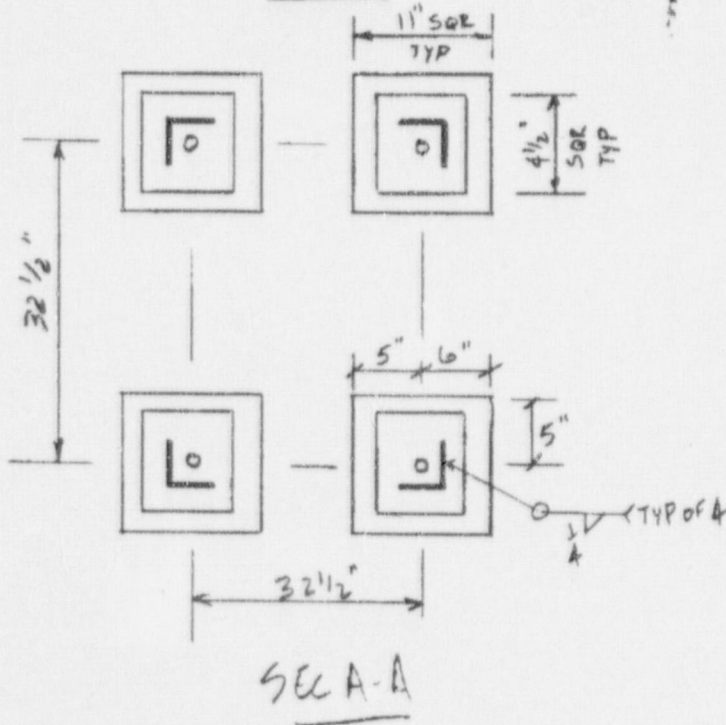 11" SQR
TYP
4 1/2"
SQR
TYP
32 1/2"
5"
6"
5"
TYP OF 4
32 1/2"
SEC A-A